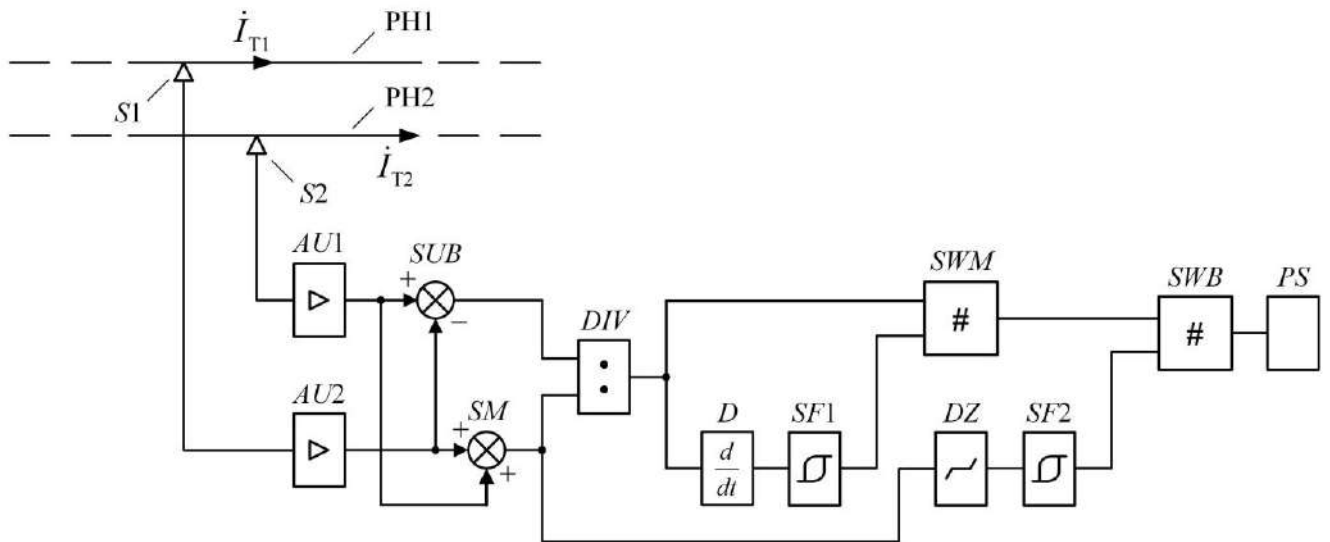 İT1 PH1
S1 PH2
İT2
S2
AU1 SUB SWM SWB PS
+ DIV # #
−
:
AU2 SM D SF1 DZ SF2
+
+ d
dt